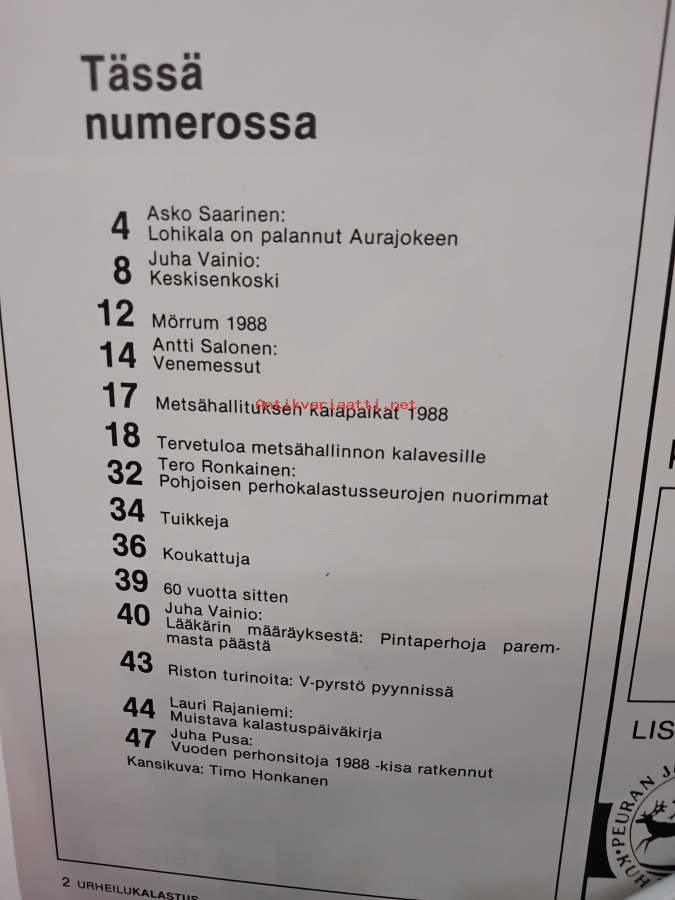 Tässä
numerossa
4 Asko Saarinen:
Lohikala on palannut Aurajokeen
8 Juha Vainio:
Keskisenkoski
12 Mörrum 1988
14 Antti Salonen:
Venemessut
17 Metsähallituksen kalapaikat 1988
Antikvariaatti.net
18 Tervetuloa metsähallinnon kalavesille
32 Tero Ronkainen:
Pohjoisen perhokalastusseurojen nuorimmat
34 Tuikkeja
36 Koukattuja
39 60 vuotta sitten
40 Juha Vainio:
Lääkärin määräyksestä: Pintaperhoja parem-
masta päästä
43 Riston turinoita: V-pyrstö pyynnissä
44 Lauri Rajaniemi:
Muistava kalastuspäiväkirja
47 Juha Pusa:
Vuoden perhonsitoja 1988 -kisa ratkennut
Kansikuva: Timo Honkanen
2 URHEILUKALASTUS
LIS
PEURAN J
KUH